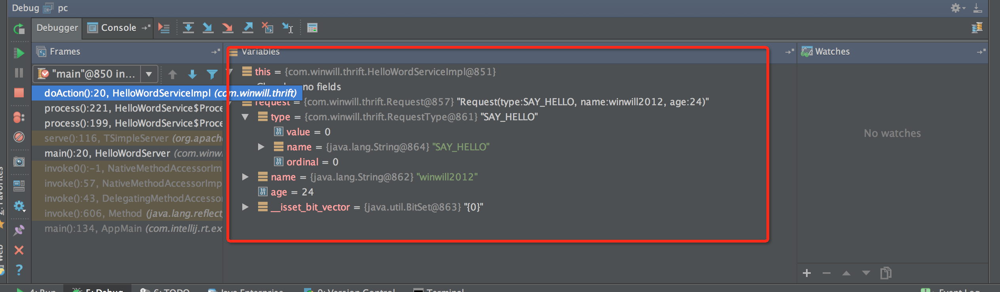 Debug pc
Debugger Console
Frames
Variables
Watches
"main"@850 in...
doAction():20, HelloWordServiceImpl (com.winwill.thrift)
process():221, HelloWordService$Proce
process():199, HelloWordService$Proce
serve():116, TSimpleServer (org.apach
main():20, HelloWordServer (com.winw
invoke0():-1, NativeMethodAccessorIm
invoke():57, NativeMethodAccessorImp
invoke():43, DelegatingMethodAccesso
invoke():606, Method (java.lang.reflect
main():134, AppMain (com.intellij.rt.ex
this = {com.winwill.thrift.HelloWordServiceImpl@851}
no fields
request = {com.winwill.thrift.Request@857} "Request(type:SAY_HELLO, name:winwill2012, age:24)"
type = {com.winwill.thrift.RequestType@861} "SAY_HELLO"
value = 0
name = {java.lang.String@864} "SAY_HELLO"
ordinal = 0
name = {java.lang.String@862} "winwill2012"
age = 24
__isset_bit_vector = {java.util.BitSet@863} "{0}"
No watches
2: Favorites
Web
4: Run
5: Debug
6: TODO
Java Enterprise
9: Version Control
Terminal
Event Log